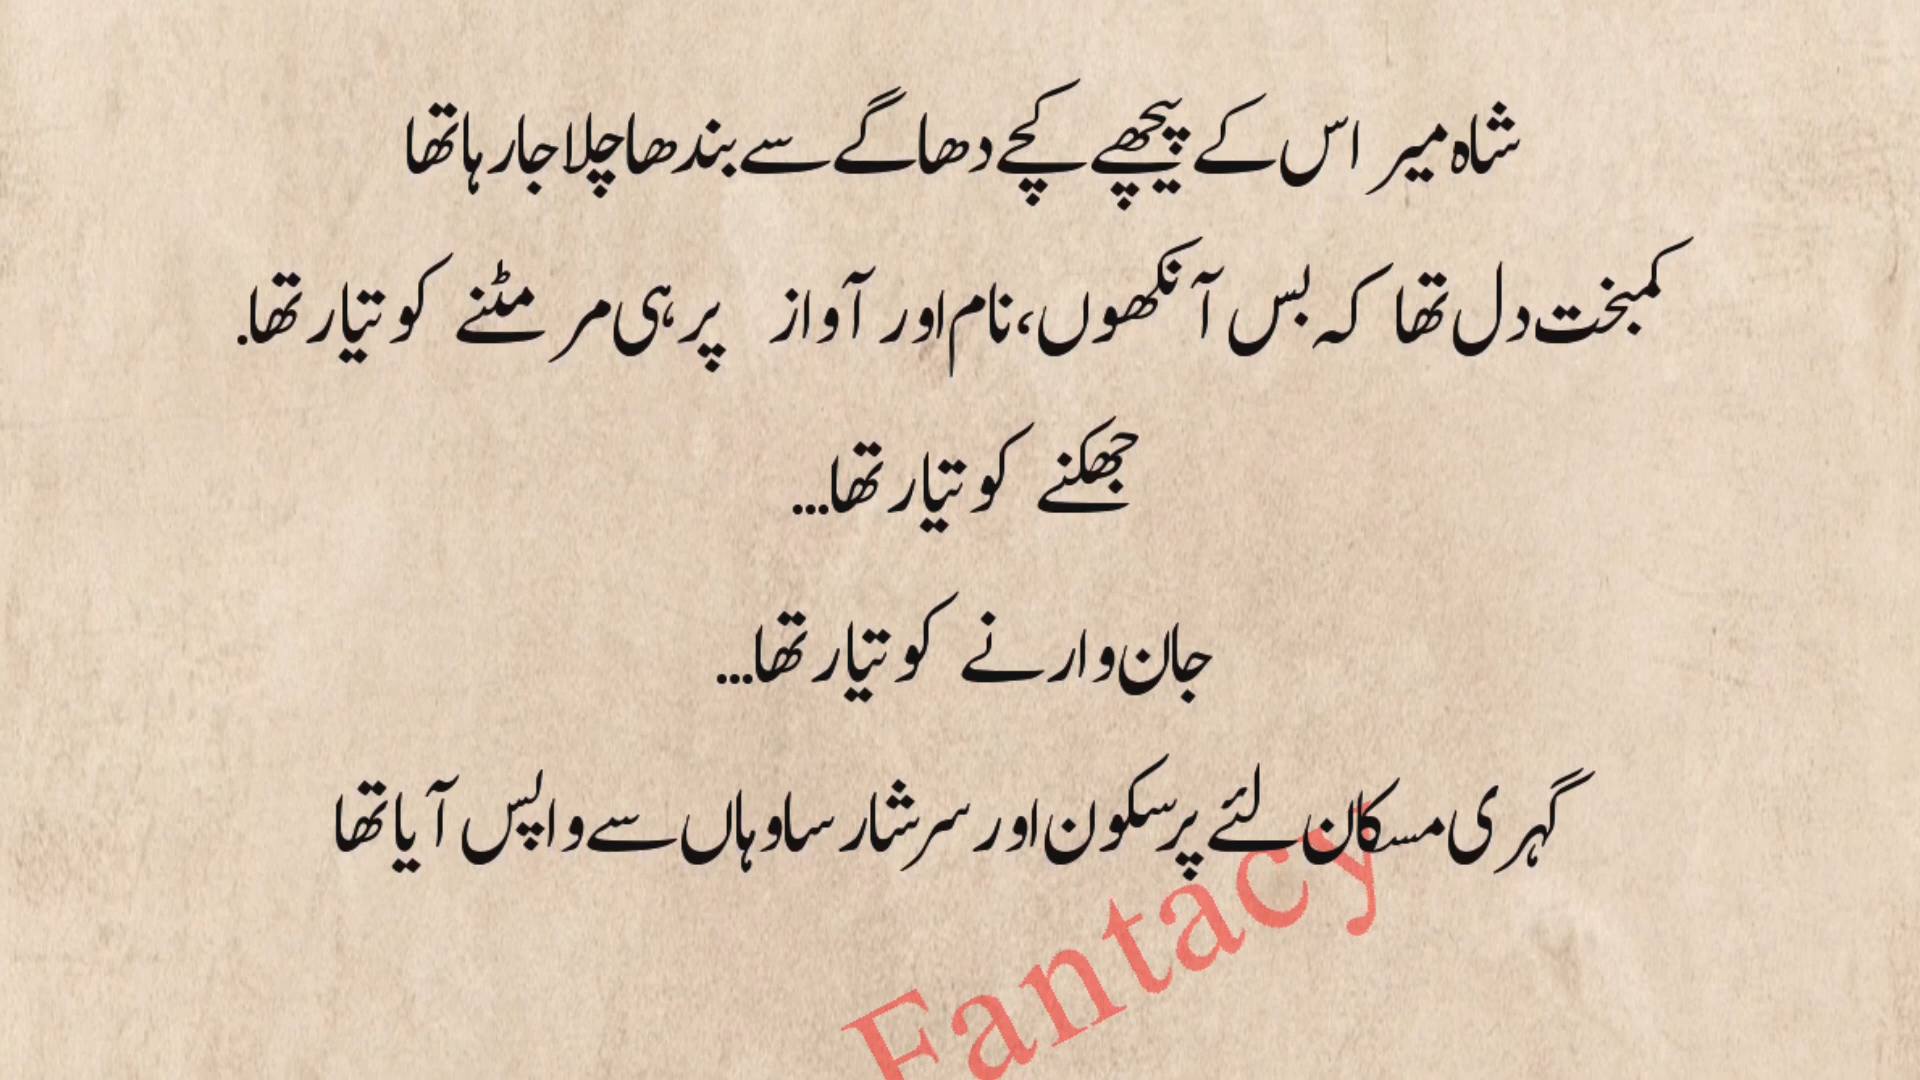 شاہ میر اس کے پیچھے کچے دھاگے سے بندھا چلا جا رہا تھا
کمبخت دل تھا کہ بس آنکھوں، نام اور آواز پر ہی مر مٹنے کو تیار تھا.
جھکنے کو تیار تھا...
جان وارنے کو تیار تھا...
گہری مسکان لئے پرسکون اور سرشار سا وہاں سے واپس آیا تھا
Fantacy